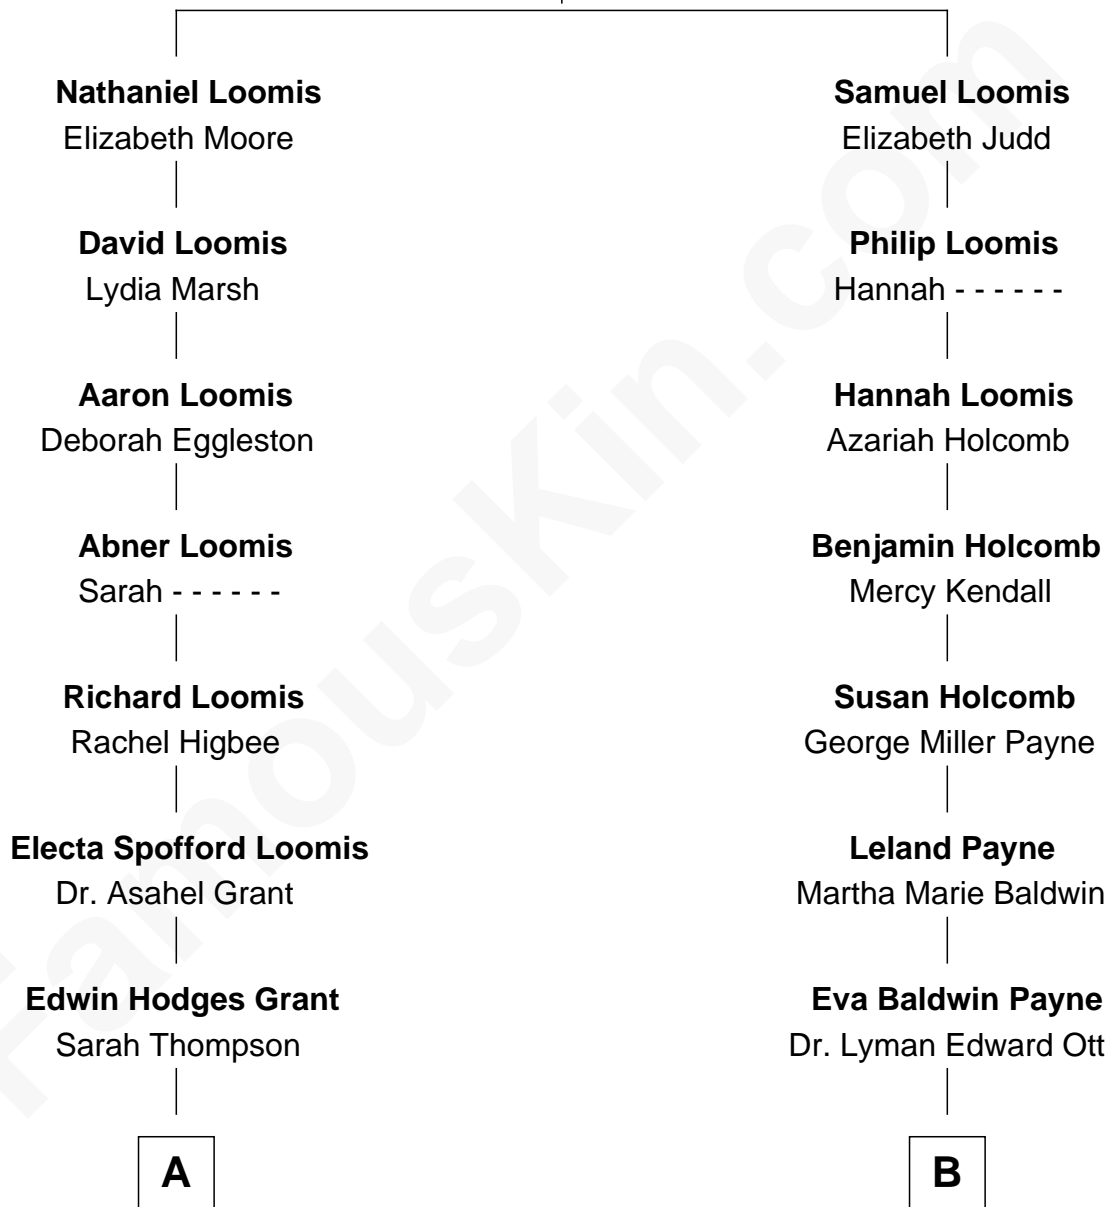 Nathaniel Loomis
Elizabeth Moore
David Loomis
Lydia Marsh
Aaron Loomis
Deborah Eggleston
Abner Loomis
Sarah - - - - - -
Richard Loomis
Rachel Higbee
Electa Spofford Loomis
Dr. Asahel Grant
Edwin Hodges Grant
Sarah Thompson
A
Samuel Loomis
Elizabeth Judd
Philip Loomis
Hannah - - - - - -
Hannah Loomis
Azariah Holcomb
Benjamin Holcomb
Mercy Kendall
Susan Holcomb
George Miller Payne
Leland Payne
Martha Marie Baldwin
Eva Baldwin Payne
Dr. Lyman Edward Ott
B
FamousKin.com